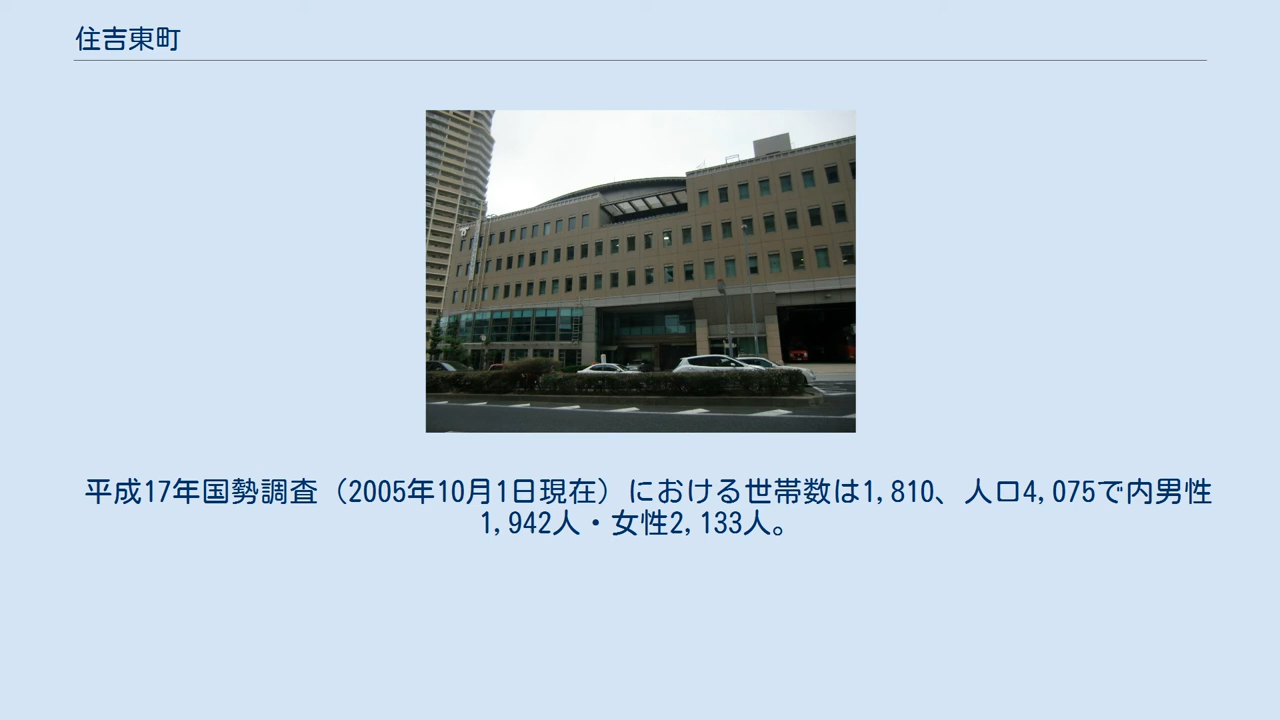 住吉東町
平成17年国勢調査（2005年10月1日現在）における世帯数は1,810、人口4,075で内男性
1,942人・女性2,133人。